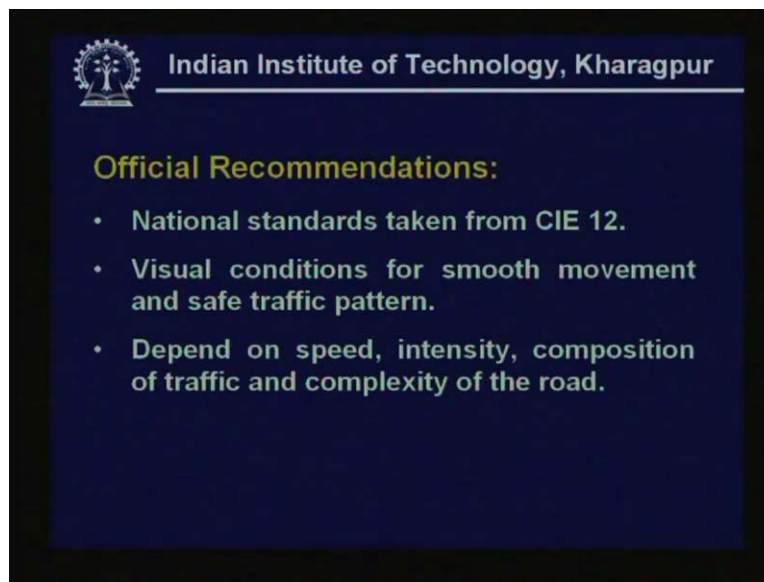 Indian Institute of Technology, Kharagpur
Official Recommendations:
• National standards taken from CIE 12.
• Visual conditions for smooth movement
and safe traffic pattern.
• Depend on speed, intensity, composition
of traffic and complexity of the road.